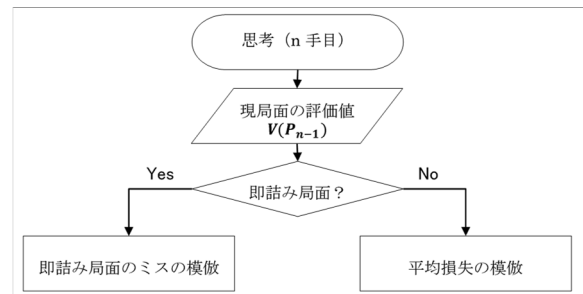 思考（n 手目）
現局面の評価値
V(Pₙ₋₁)
Yes
即詰み局面？
No
即詰み局面のミスの模倣
平均損失の模倣